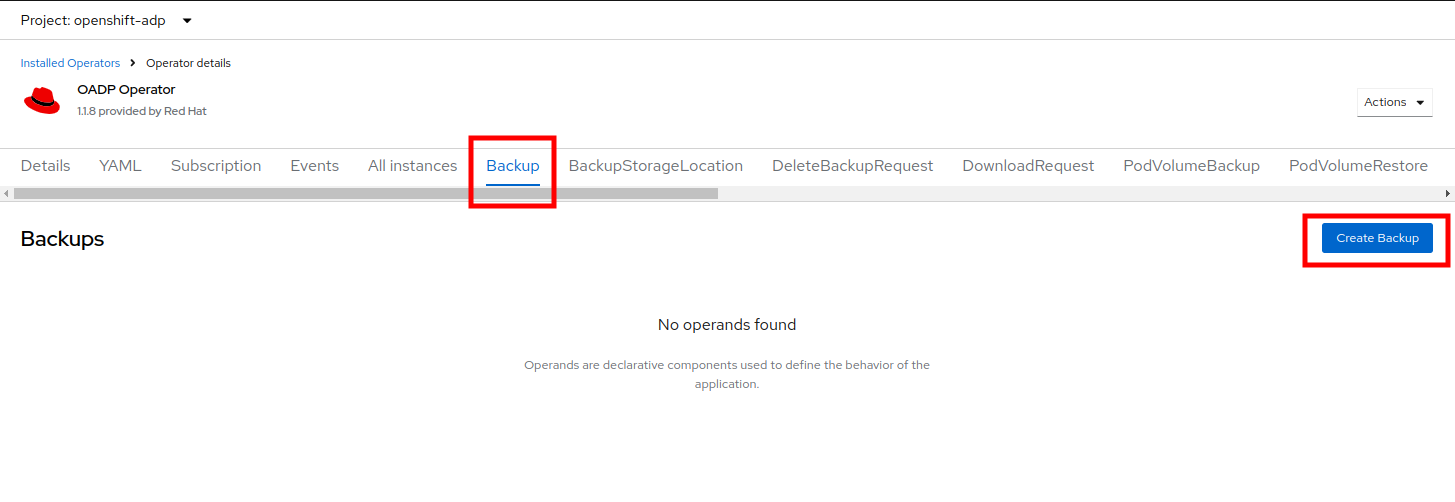 Project: openshift-adp
Installed Operators > Operator details
OADP Operator
1.1.8 provided by Red Hat
Actions
Details YAML Subscription Events All instances Backup BackupStorageLocation DeleteBackupRequest DownloadRequest PodVolumeBackup PodVolumeRestore
Backups
Create Backup
No operands found
Operands are declarative components used to define the behavior of the
application.